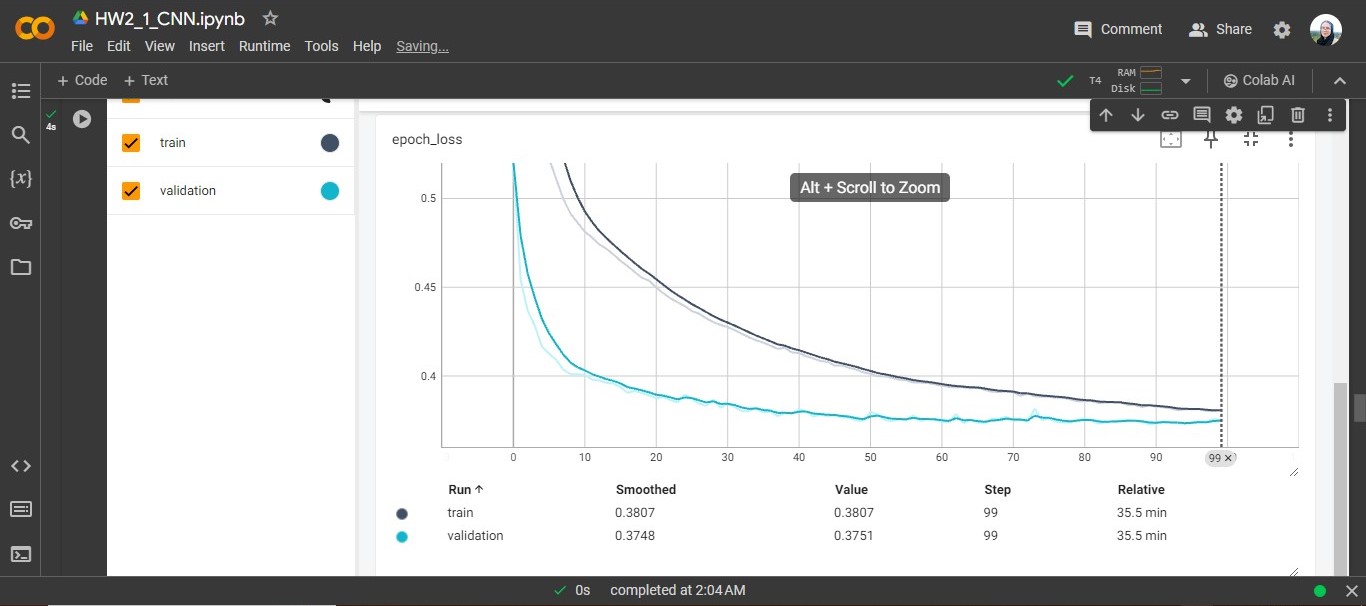 HW2_1_CNN.ipynb
File Edit View Insert Runtime Tools Help Saving...
Comment Share
+ Code + Text
T4 RAM Disk
Colab AI
4s
train
validation
{x}
epoch_loss
Alt + Scroll to Zoom
0.5
0.45
0.4
0 10 20 30 40 50 60 70 80 90 99 ×
Run ↑ Smoothed Value Step Relative
train 0.3807 0.3807 99 35.5 min
validation 0.3748 0.3751 99 35.5 min
0s completed at 2:04 AM